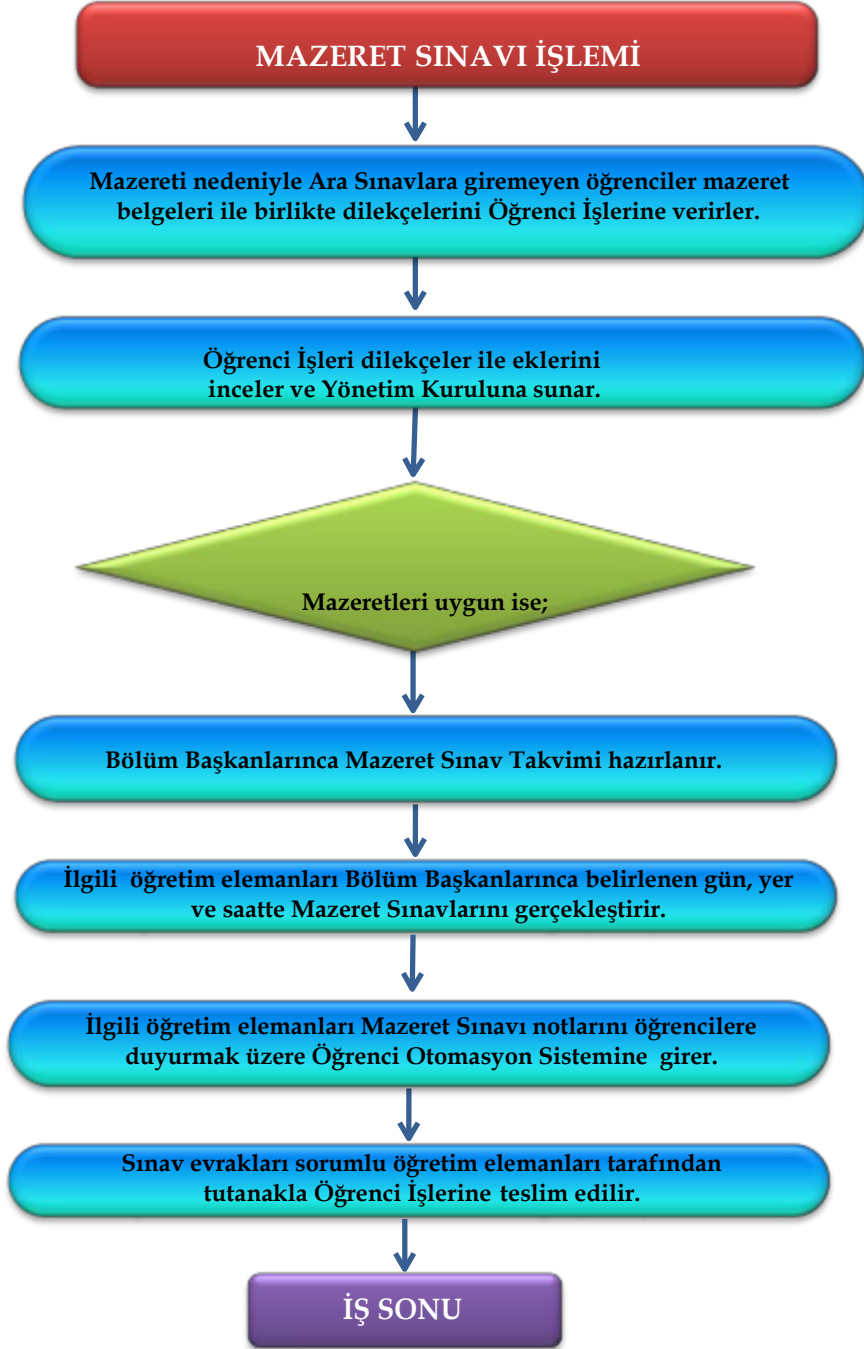 MAZERET SINAVI İŞLEMİ
Mazereti nedeniyle Ara Sınavlara giremeyen öğrenciler mazeret
belgeleri ile birlikte dilekçelerini Öğrenci İşlerine verirler.
Öğrenci İşleri dilekçeler ile eklerini
inceler ve Yönetim Kuruluna sunar.
Mazeretleri uygun ise;
Bölüm Başkanlarınca Mazeret Sınav Takvimi hazırlanır.
İlgili öğretim elemanları Bölüm Başkanlarınca belirlenen gün, yer
ve saatte Mazeret Sınavlarını gerçekleştirir.
İlgili öğretim elemanları Mazeret Sınavı notlarını öğrencilere
duyurmak üzere Öğrenci Otomasyon Sistemine girer.
Sınav evrakları sorumlu öğretim elemanları tarafından
tutanakla Öğrenci İşlerine teslim edilir.
İŞ SONU